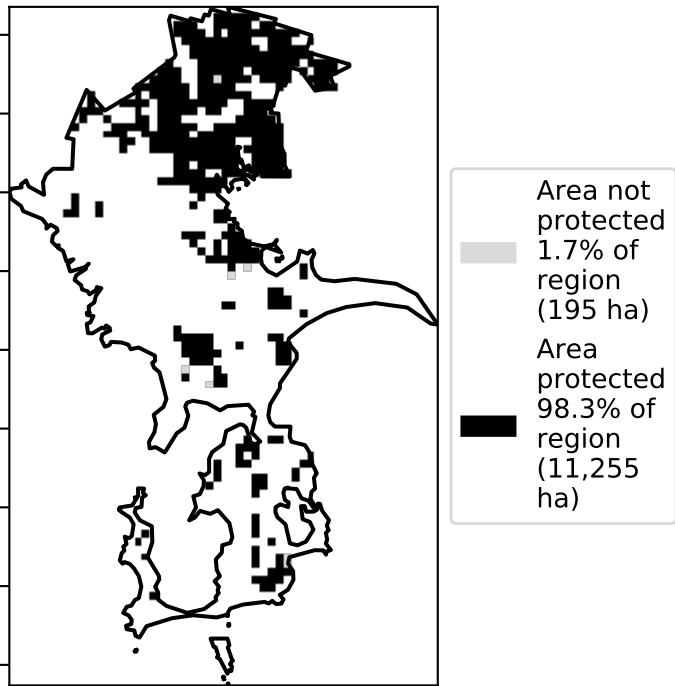 Area not
protected
1.7% of
region
(195 ha)
Area
protected
98.3% of
region
(11,255
ha)